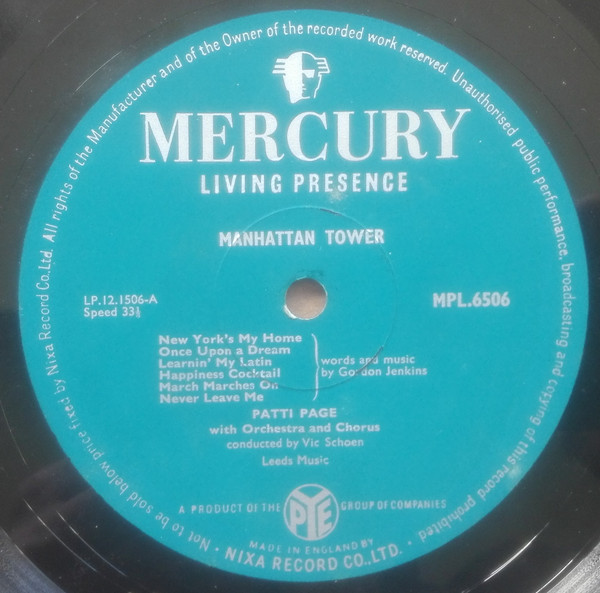 Not to be sold below price fixed by Nixa Record Co., Ltd. All rights of the Manufacturer and of the Owner of the recorded work reserved. Unauthorised public performance, broadcasting and copying of this record prohibited
MERCURY
LIVING PRESENCE
MANHATTAN TOWER
LP.12.1506-A
Speed 33⅓
MPL.6506
New York's My Home
Once Upon a Dream
Learnin' My Latin
Happiness Cocktail
March Marches On
Never Leave Me
words and music
by Gordon Jenkins
PATTI PAGE
with Orchestra and Chorus
conducted by Vic Schoen
Leeds Music
A PRODUCT OF THE PYE GROUP OF COMPANIES
MADE IN ENGLAND BY
• NIXA RECORD CO., LTD. •